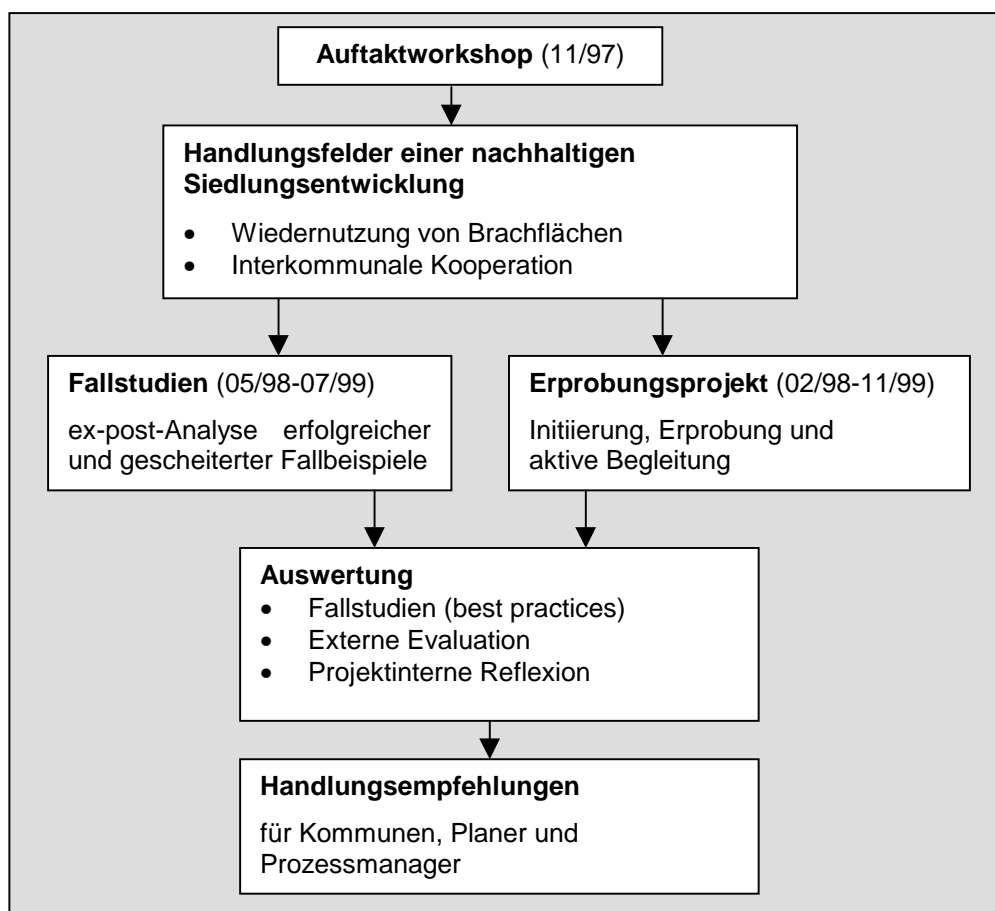 Auftaktworkshop (11/97)
Handlungsfelder einer nachhaltigen
Siedlungsentwicklung
• Wiedernutzung von Brachflächen
• Interkommunale Kooperation
Fallstudien (05/98-07/99)
ex-post-Analyse erfolgreicher
und gescheiterter Fallbeispiele
Erprobungsprojekt (02/98-11/99)
Initiierung, Erprobung und
aktive Begleitung
Auswertung
• Fallstudien (best practices)
• Externe Evaluation
• Projektinterne Reflexion
Handlungsempfehlungen
für Kommunen, Planer und
Prozessmanager